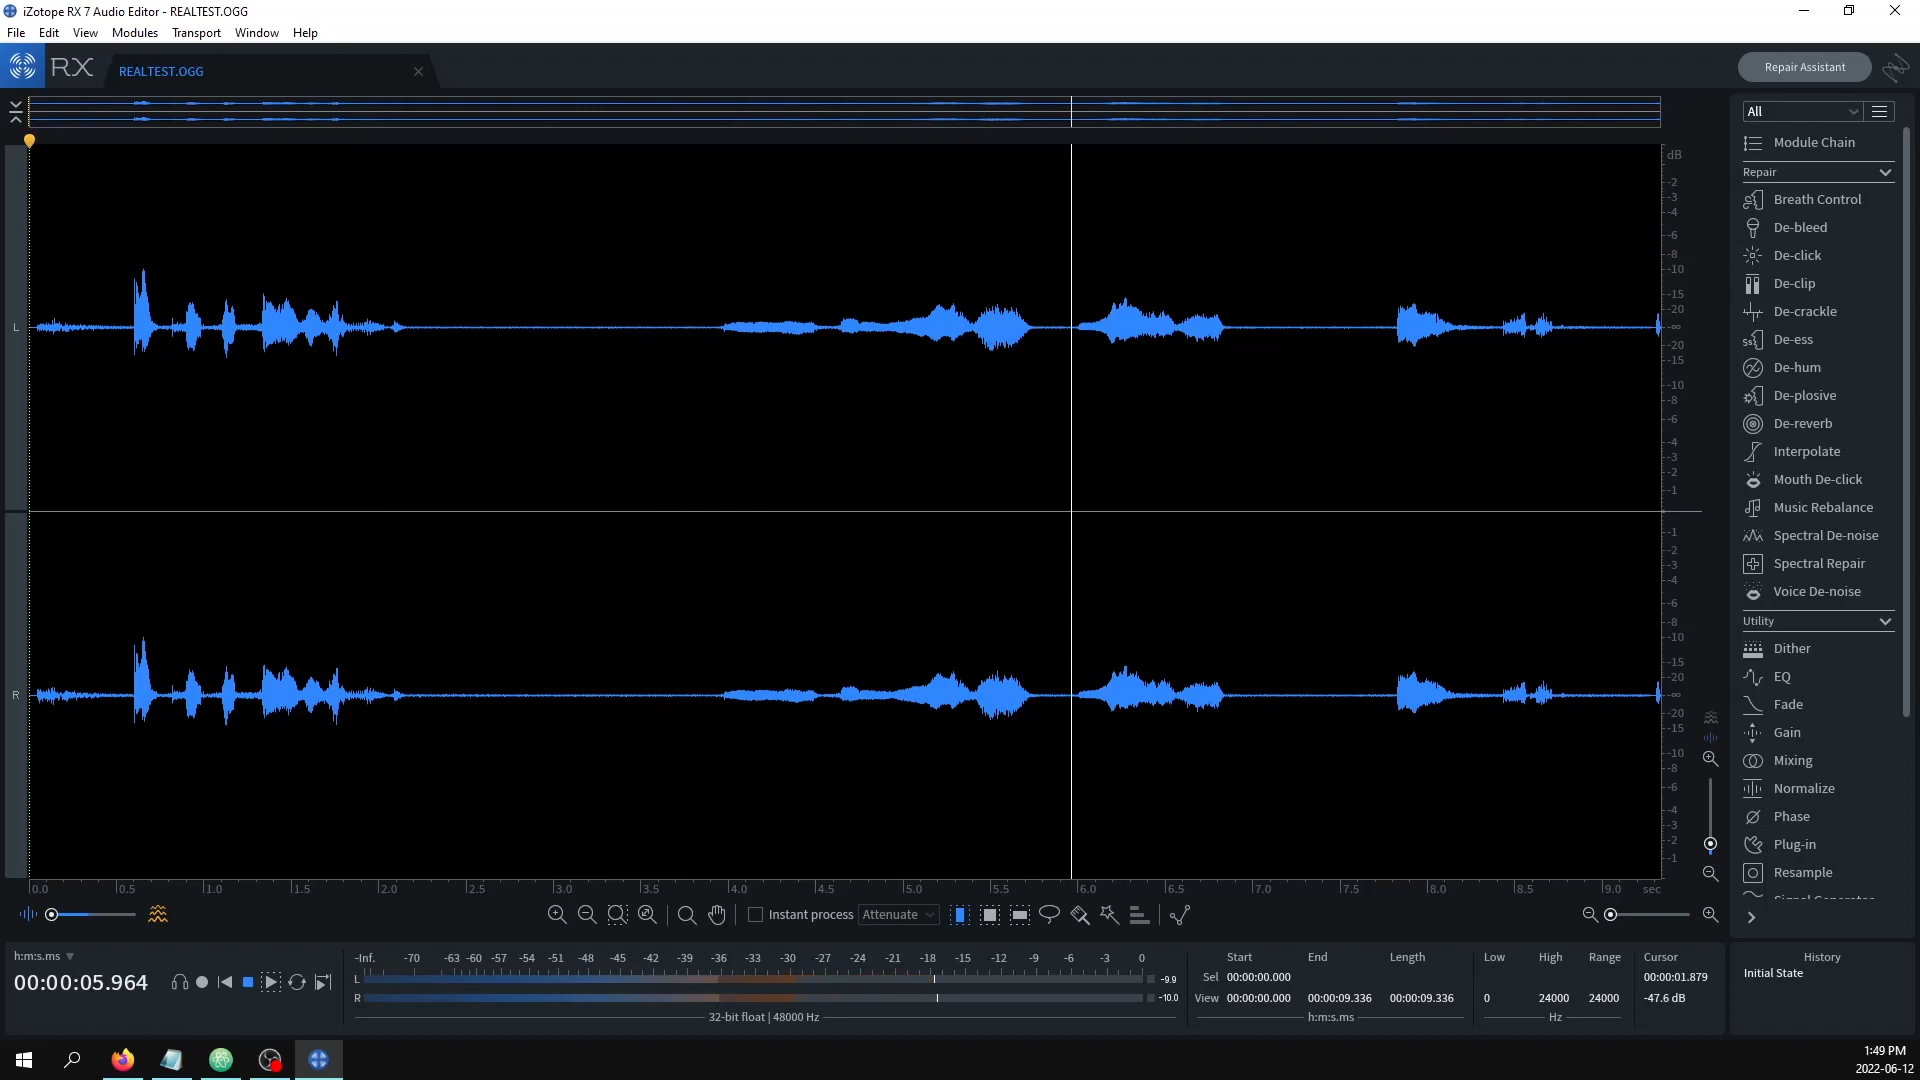 iZotope RX 7 Audio Editor - REALTEST.OGG
File Edit View Modules Transport Window Help
RX REALTEST.OGG Repair Assistant
All
Module Chain
Repair
Breath Control
De-bleed
De-click
De-clip
De-crackle
De-ess
De-hum
De-plosive
De-reverb
Interpolate
Mouth De-click
Music Rebalance
Spectral De-noise
Spectral Repair
Voice De-noise
Utility
Dither
EQ
Fade
Gain
Mixing
Normalize
Phase
Plug-in
Resample
dB
-2
-3
-4
-6
-8
-10
-15
-20
L -∞
-20
-15
-10
-8
-6
-4
-3
-2
-1
-1
-2
-3
-4
-6
-8
-10
-15
-20
R -∞
-20
-15
-10
-8
-6
-4
-3
-2
-1
0.0 0.5 1.0 1.5 2.0 2.5 3.0 3.5 4.0 4.5 5.0 5.5 6.0 6.5 7.0 7.5 8.0 8.5 9.0 sec
Instant process Attenuate
h:m:s.ms
00:00:05.964
-Inf. -70 -63 -60 -57 -54 -51 -48 -45 -42 -39 -36 -33 -30 -27 -24 -21 -18 -15 -12 -9 -6 -3 0
L -9.9
R -10.0
32-bit float | 48000 Hz
Start End Length
Sel 00:00:00.000
View 00:00:00.000 00:00:09.336 00:00:09.336
h:m:s.ms
Low High Range
0 24000 24000
Hz
Cursor
00:00:01.879
-47.6 dB
History
Initial State
1:49 PM
2022-06-12